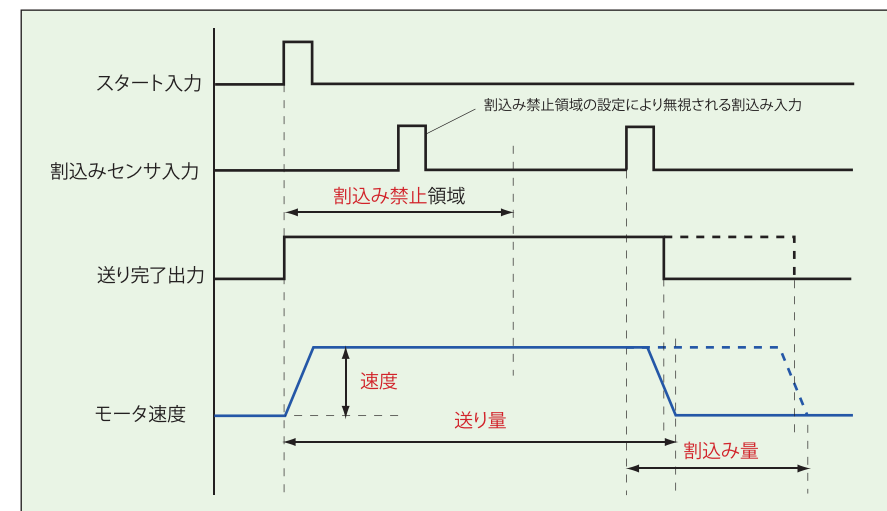 スタート入力
割込み禁止領域の設定により無視される割込み入力
割込みセンサ入力
割込み禁止領域
送り完了出力
速度
モータ速度
送り量
割込み量